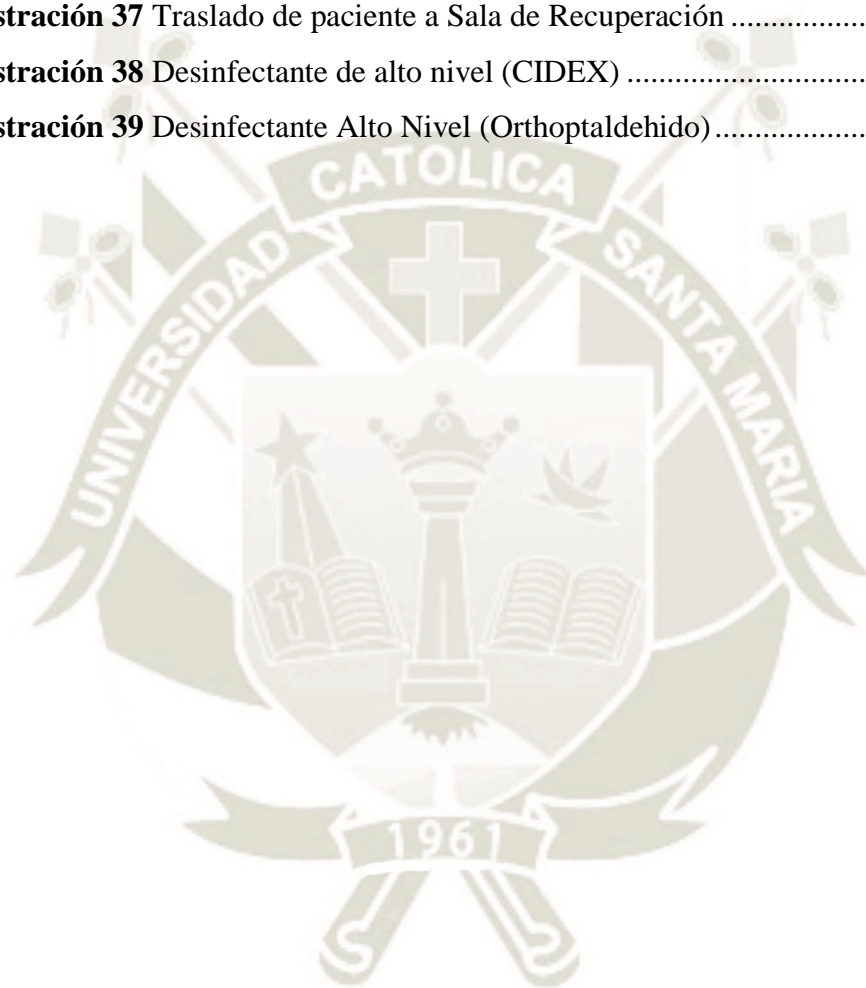 stración 37 Traslado de paciente a Sala de Recuperación .................
stración 38 Desinfectante de alto nivel (CIDEX) ............................
stración 39 Desinfectante Alto Nivel (Orthoptaldehido) ...................
UNIVERSIDAD CATOLICA SANTA MARIA
1961